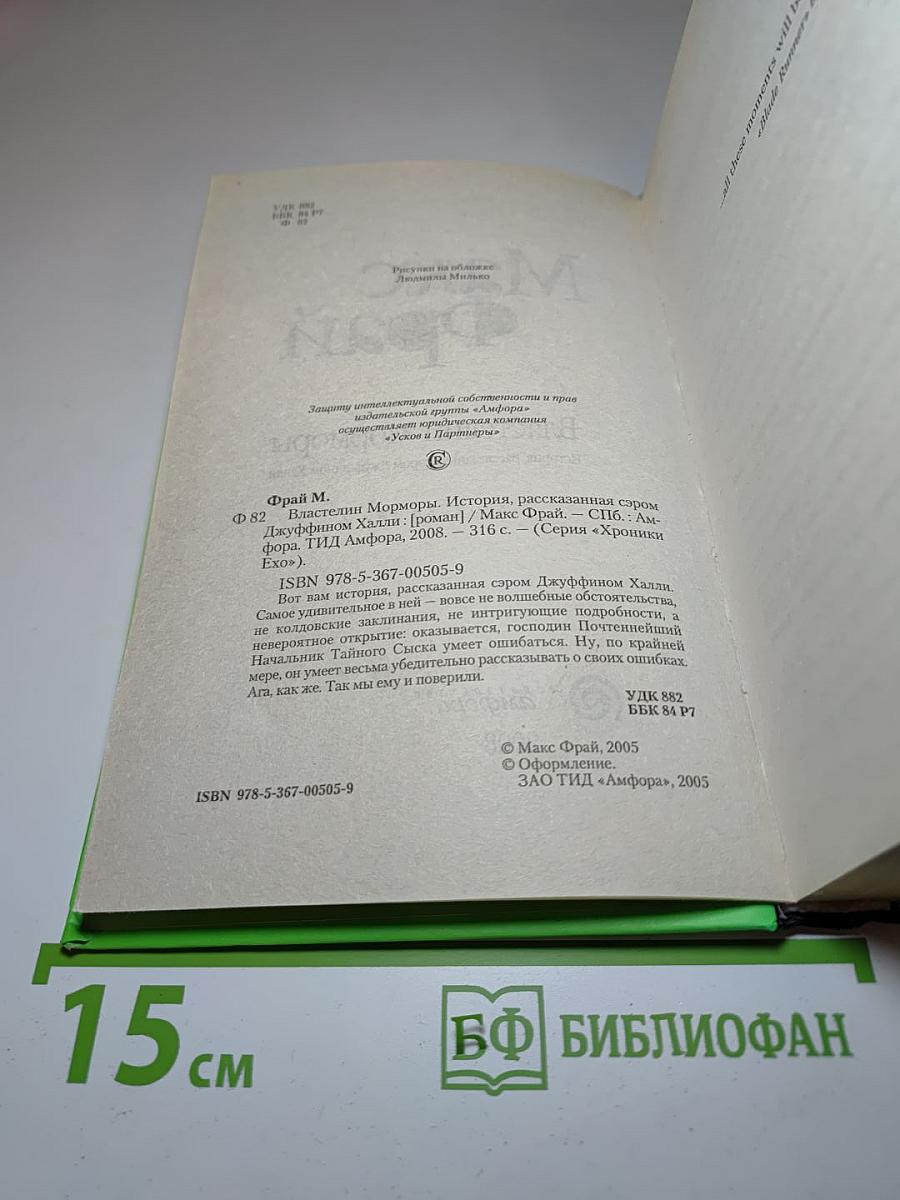 УДК 882
ББК 84 Р7
Ф 82
Рисунки на обложке
Людмилы Милько
Защиту интеллектуальной собственности и прав
издательской группы «Амфора»
осуществляет юридическая компания
«Усков и Партнеры»
Фрай М.
Ф 82 Властелин Морморы. История, рассказанная сэром
Джуффином Халли : [роман] / Макс Фрай. — СПб. : Ам-
фора. ТИД Амфора, 2008. — 316 с. — (Серия «Хроники
Ехо»).
ISBN 978-5-367-00505-9
Вот вам история, рассказанная сэром Джуффином Халли.
Самое удивительное в ней — вовсе не волшебные обстоятельства,
не колдовские заклинания, не интригующие подробности, а
невероятное открытие: оказывается, господин Почтеннейший
Начальник Тайного Сыска умеет ошибаться. Ну, по крайней
мере, он умеет весьма убедительно рассказывать о своих ошибках.
Ага, как же. Так мы ему и поверили.
УДК 882
ББК 84 Р7
© Макс Фрай, 2005
© Оформление.
ЗАО ТИД «Амфора», 2005
ISBN 978-5-367-00505-9
...all these moments will b
«Blade Runner»
15 см
БФ БИБЛИОФАН